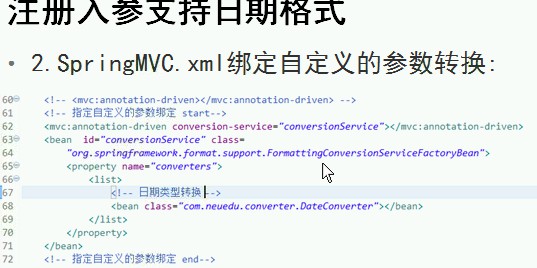 注册入参支持日期格式
• 2.SpringMVC.xml绑定自定义的参数转换:
60 <!-- <mvc:annotation-driven></mvc:annotation-driven> -->
61 <!-- 指定自定义的参数绑定 start-->
62 <mvc:annotation-driven conversion-service="conversionService"></mvc:annotation-driven>
63 <bean id="conversionService" class=
64 "org.springframework.format.support.FormattingConversionServiceFactoryBean">
65 <property name="converters">
66 <list>
67 <!-- 日期类型转换 -->
68 <bean class="com.neuedu.converter.DateConverter"></bean>
69 </list>
70 </property>
71 </bean>
72 <!-- 指定自定义的参数绑定 end-->